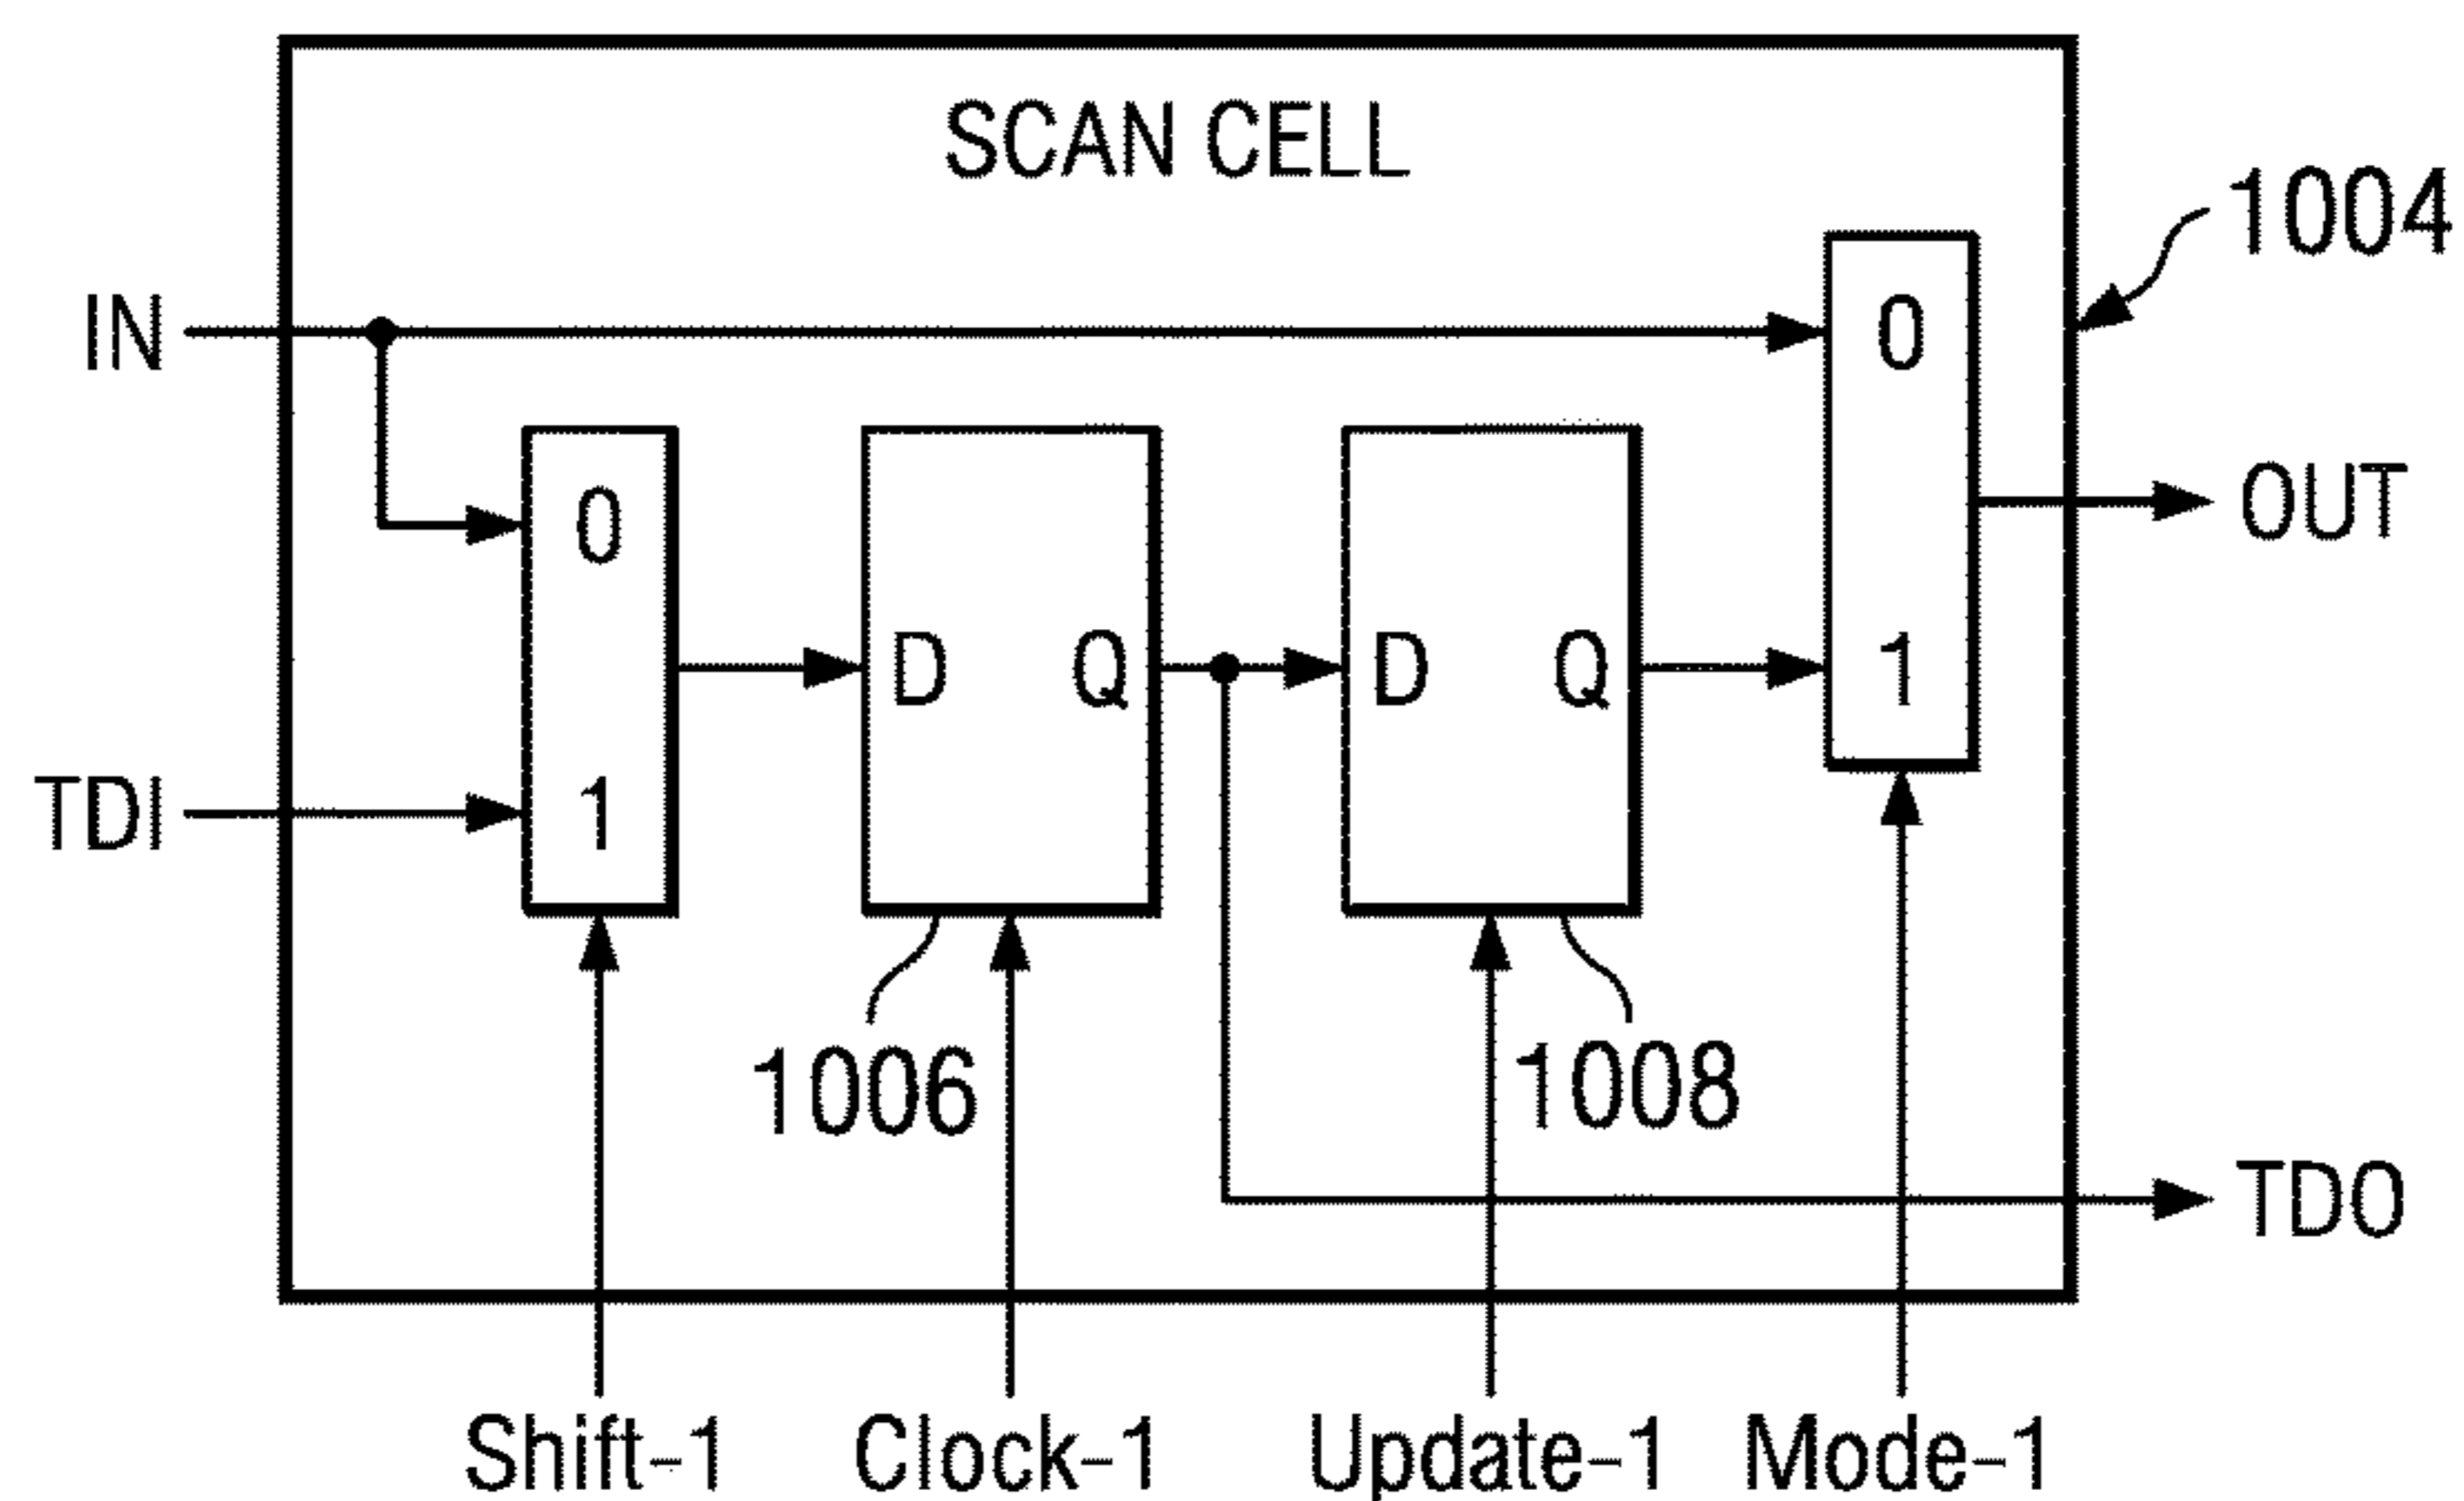 SCAN CELL
1004
IN
0
0
OUT
D Q
D Q
1
TDI
1
1006
1008
TDO
Shift-1
Clock-1
Update-1
Mode-1